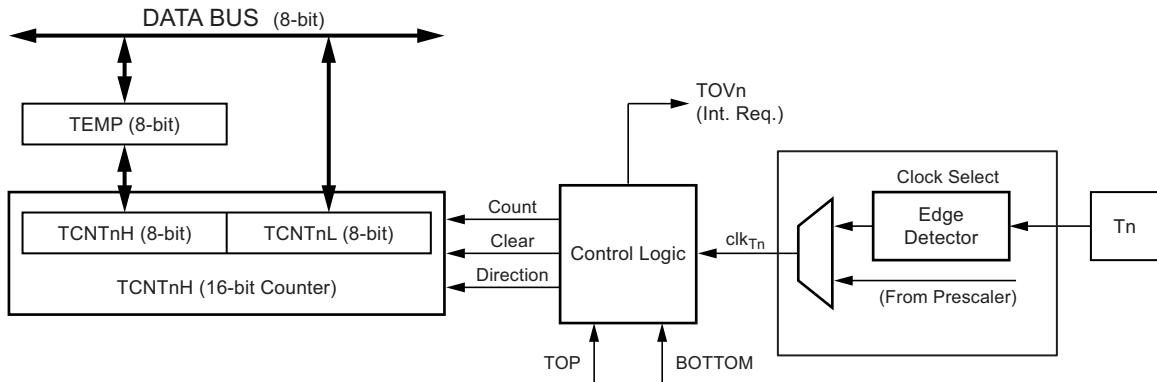 DATA BUS (8-bit)
TEMP (8-bit)
TCNTnH (8-bit)
TCNTnL (8-bit)
TCNTnH (16-bit Counter)
Count
Clear
Direction
TOVn
(Int. Req.)
Control Logic
TOP
BOTTOM
clkTn
Clock Select
Edge
Detector
(From Prescaler)
Tn